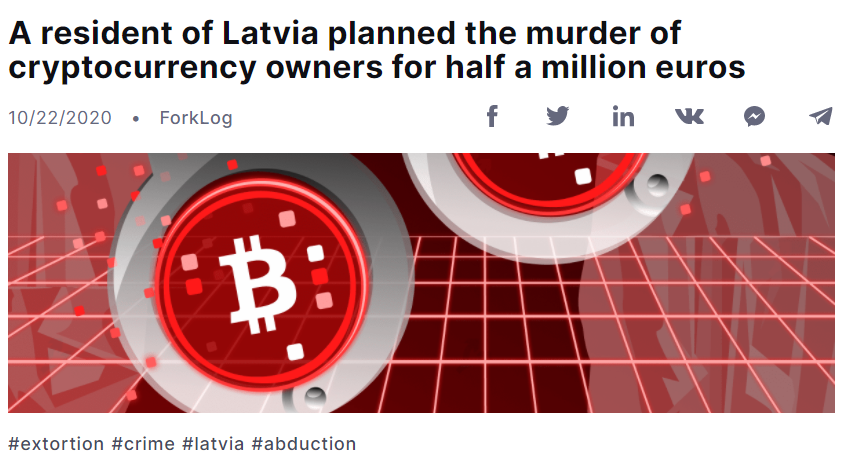 A resident of Latvia planned the murder of
cryptocurrency owners for half a million euros
10/22/2020 • ForkLog
#extortion #crime #latvia #abduction